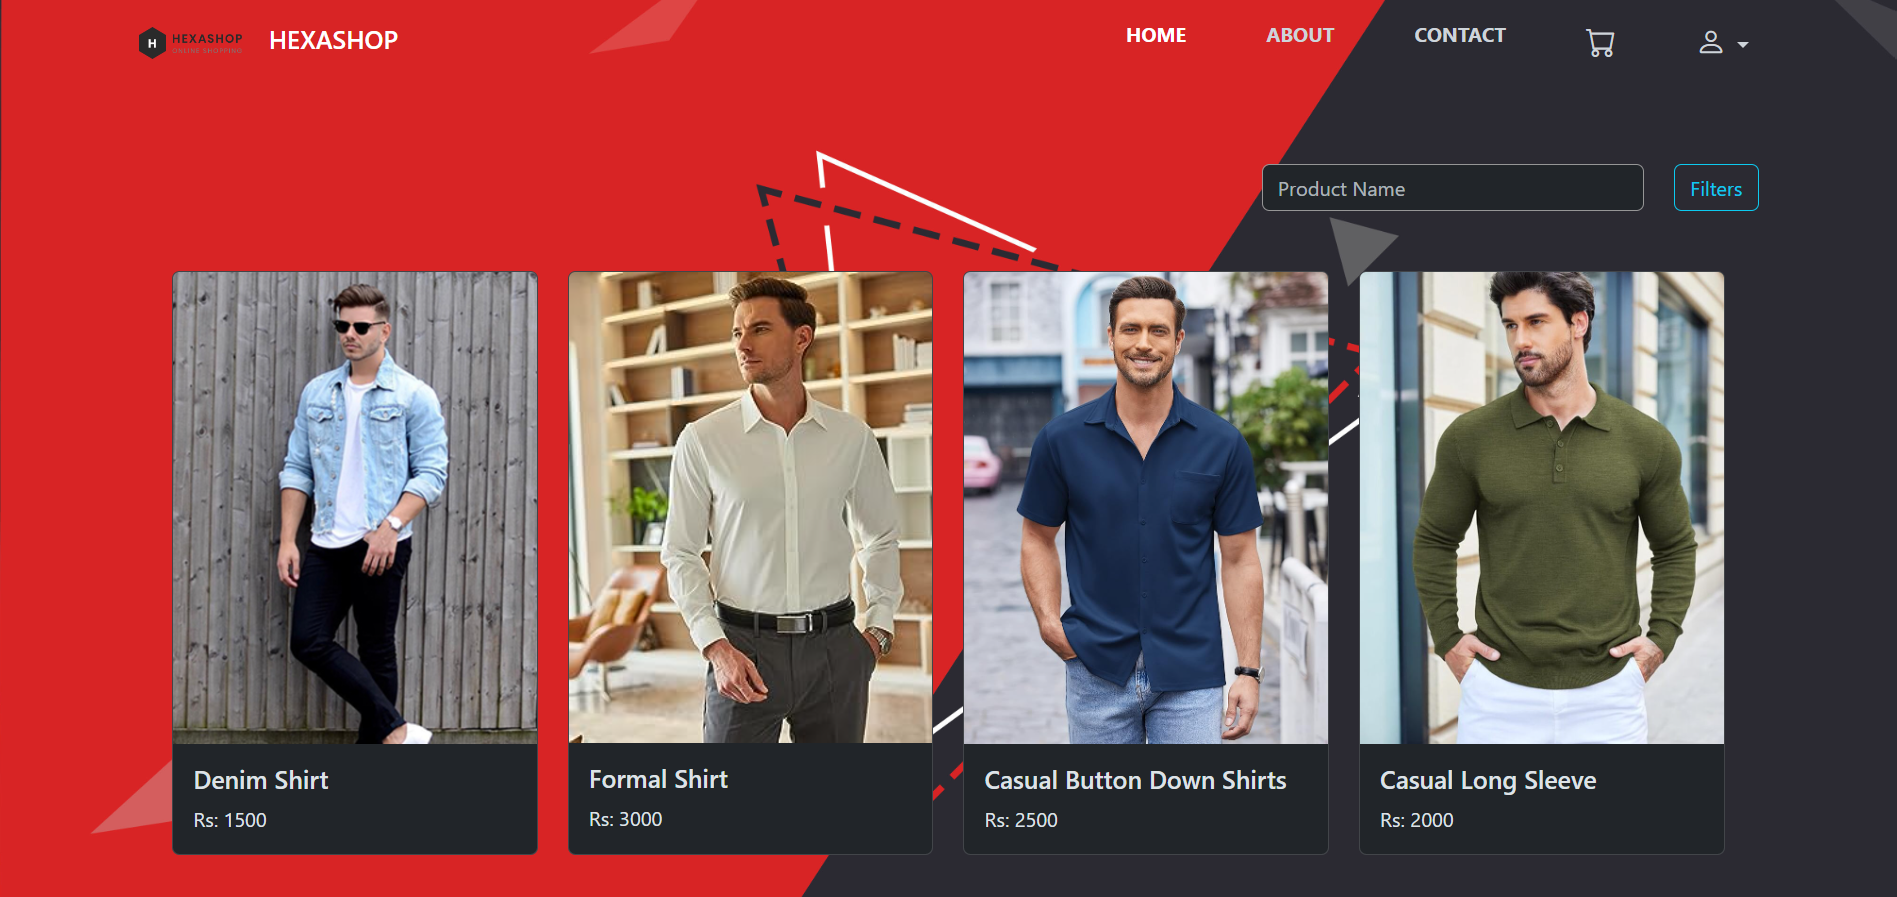 H
HEXASHOP
ONLINE SHOPPING
HEXASHOP
HOME
ABOUT
CONTACT
Product Name
Filters
Denim Shirt
Rs: 1500
Formal Shirt
Rs: 3000
Casual Button Down Shirts
Rs: 2500
Casual Long Sleeve
Rs: 2000